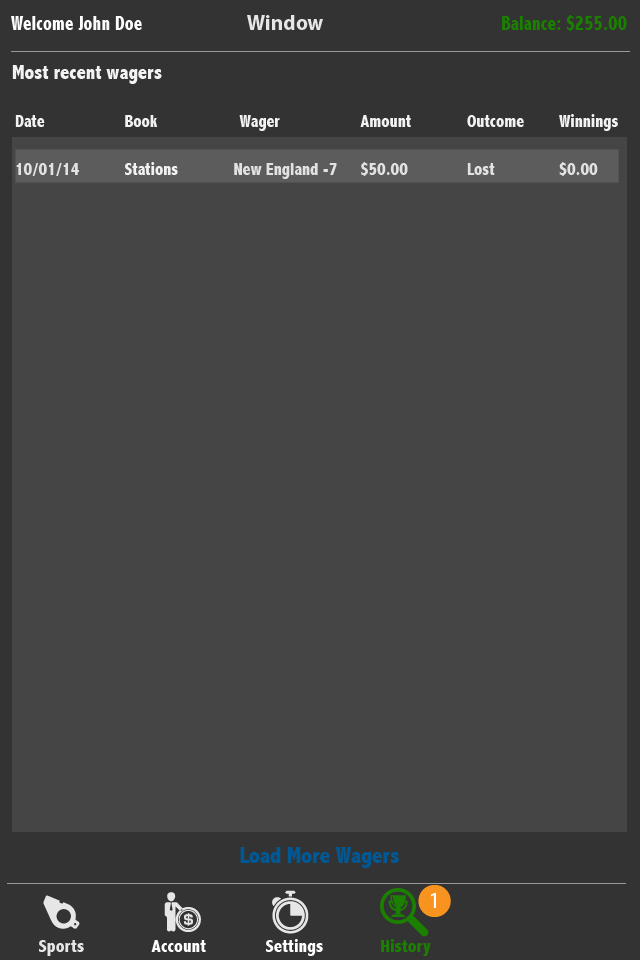 Welcome John Doe Window Balance: $255.00
Most recent wagers
Date Book Wager Amount Outcome Winnings
10/01/14 Stations New England -7 $50.00 Lost $0.00
Load More Wagers
1
Sports Account Settings History